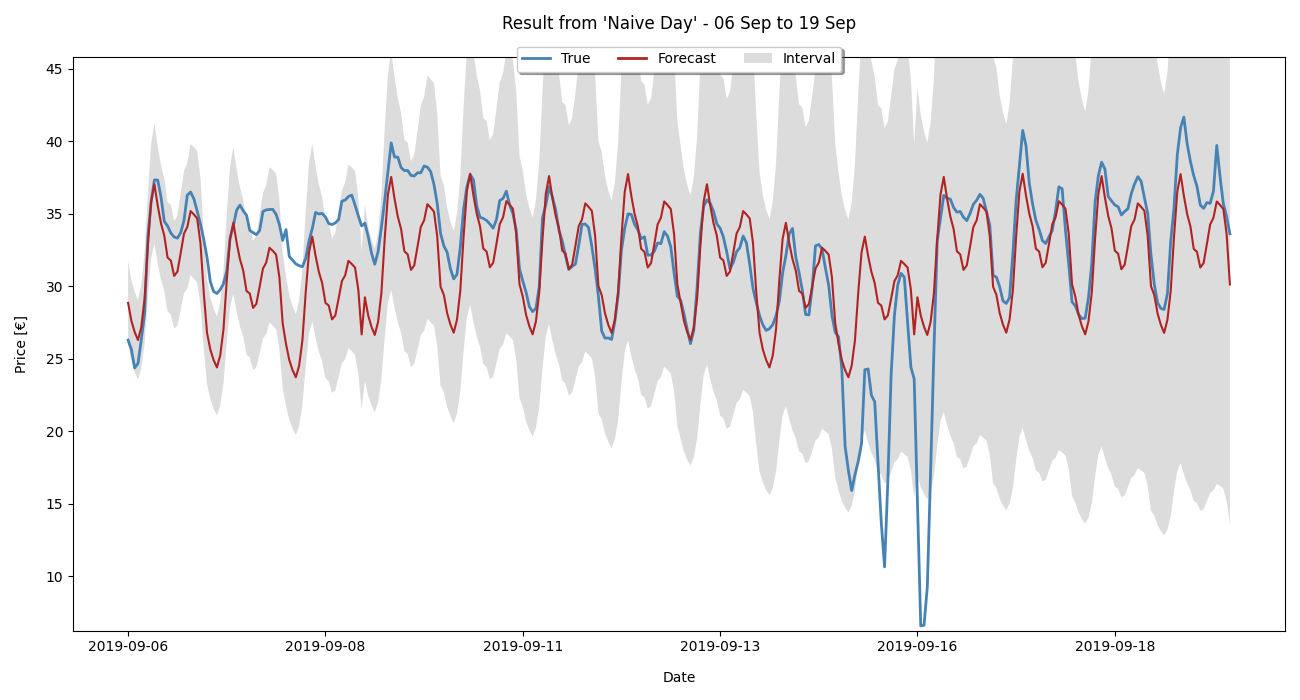 Result from 'Naive Day' - 06 Sep to 19 Sep
True Forecast Interval
45
40
35
30
25
20
15
10
Price [€]
2019-09-06 2019-09-08 2019-09-11 2019-09-13 2019-09-16 2019-09-18
Date